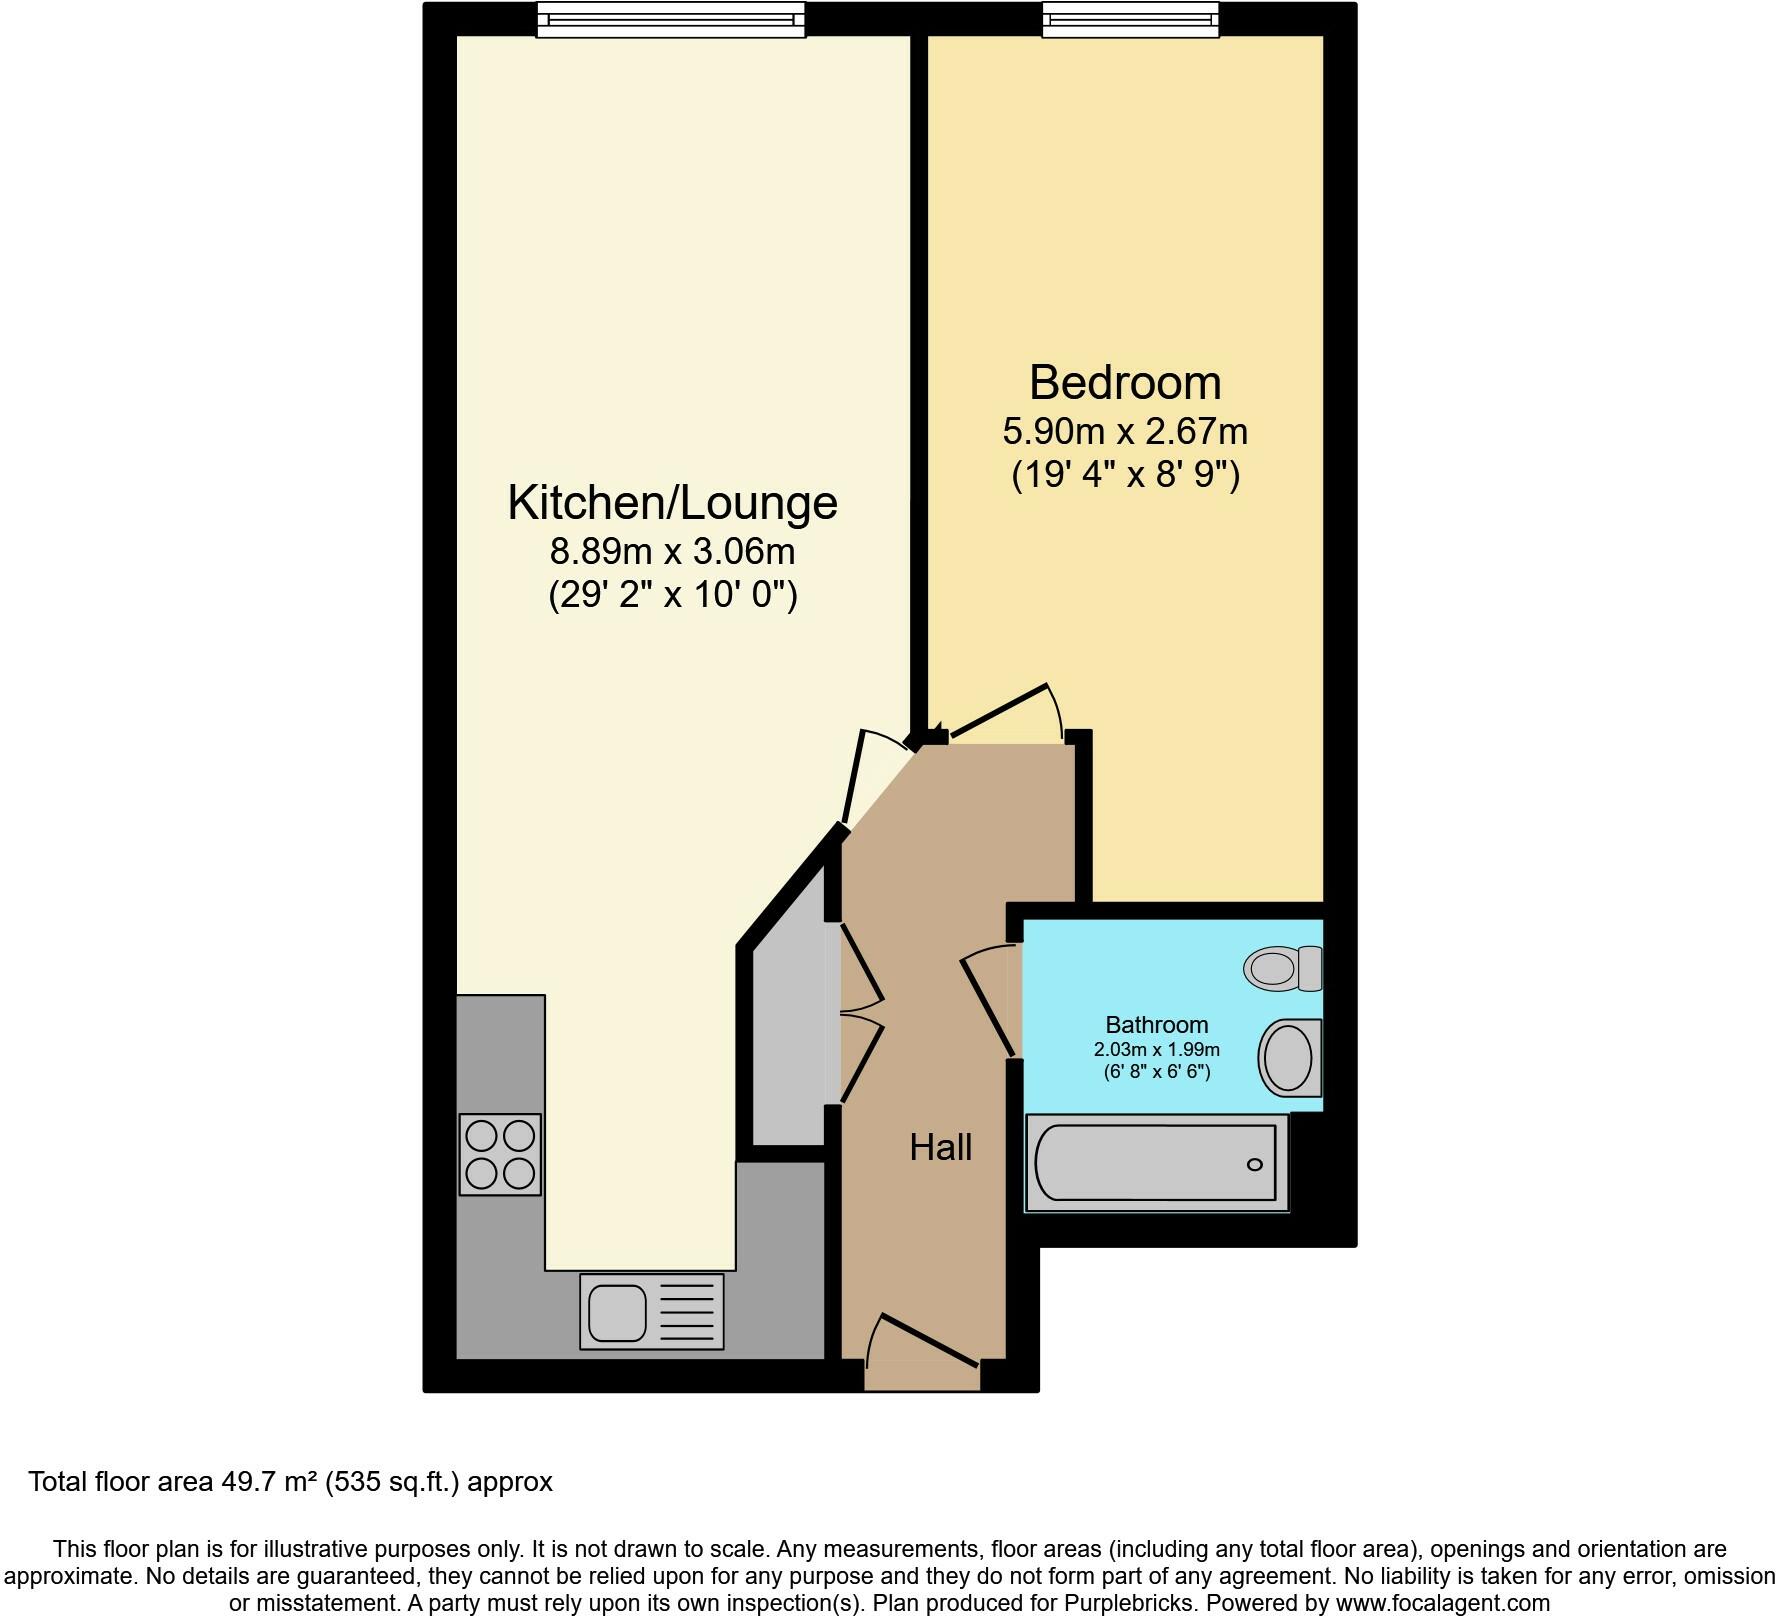 Bedroom
5.90m x 2.67m
(19' 4" x 8' 9")
Kitchen/Lounge
8.89m x 3.06m
(29' 2" x 10' 0")
Bathroom
2.03m x 1.99m
(6' 8" x 6' 6")
Hall
Total floor area 49.7 m² (535 sq.ft.) approx
This floor plan is for illustrative purposes only. It is not drawn to scale. Any measurements, floor areas (including any total floor area), openings and orientation are
approximate. No details are guaranteed, they cannot be relied upon for any purpose and they do not form part of any agreement. No liability is taken for any error, omission
or misstatement. A party must rely upon its own inspection(s). Plan produced for Purplebricks. Powered by www.focalagent.com